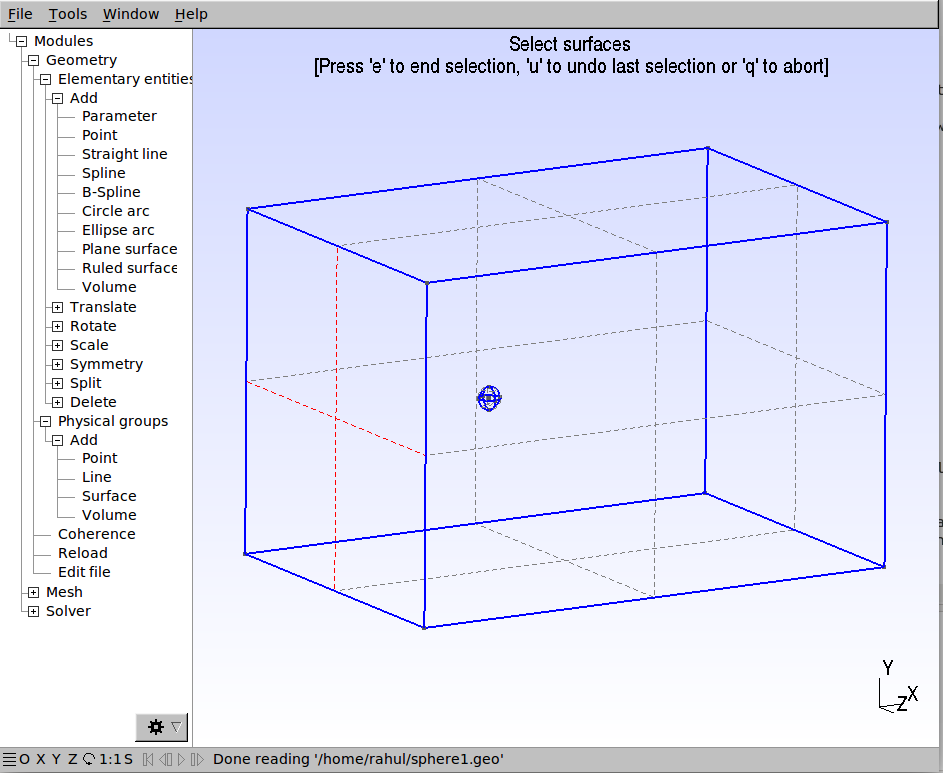 File Tools Window Help
Modules
Geometry
Elementary entities
Add
Parameter
Point
Straight line
Spline
B-Spline
Circle arc
Ellipse arc
Plane surface
Ruled surface
Volume
Translate
Rotate
Scale
Symmetry
Split
Delete
Physical groups
Add
Point
Line
Surface
Volume
Coherence
Reload
Edit file
Mesh
Solver
Select surfaces
[Press 'e' to end selection, 'u' to undo last selection or 'q' to abort]
Y
X
Z
O X Y Z 1:1 S Done reading '/home/rahul/sphere1.geo'